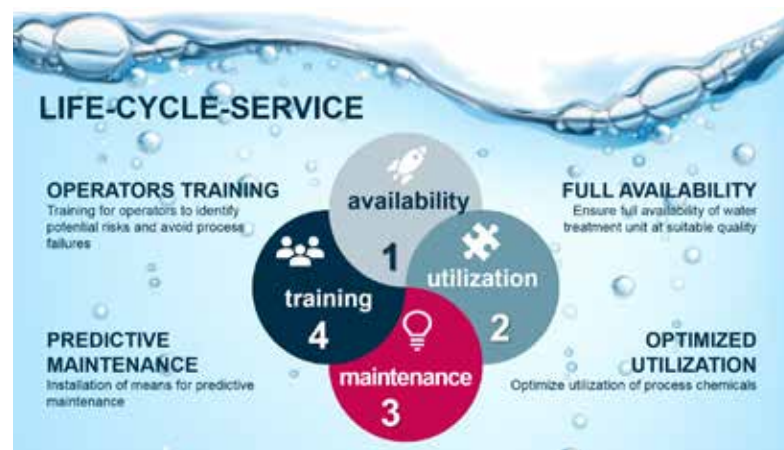 LIFE-CYCLE-SERVICE
OPERATORS TRAINING
Training for operators to identify
potential risks and avoid process
failures
availability
1
FULL AVAILABILITY
Ensure full availability of water
treatment unit at suitable quality
utilization
2
training
4
PREDICTIVE
MAINTENANCE
Installation of means for predictive
maintenance
maintenance
3
OPTIMIZED
UTILIZATION
Optimize utilization of process chemicals